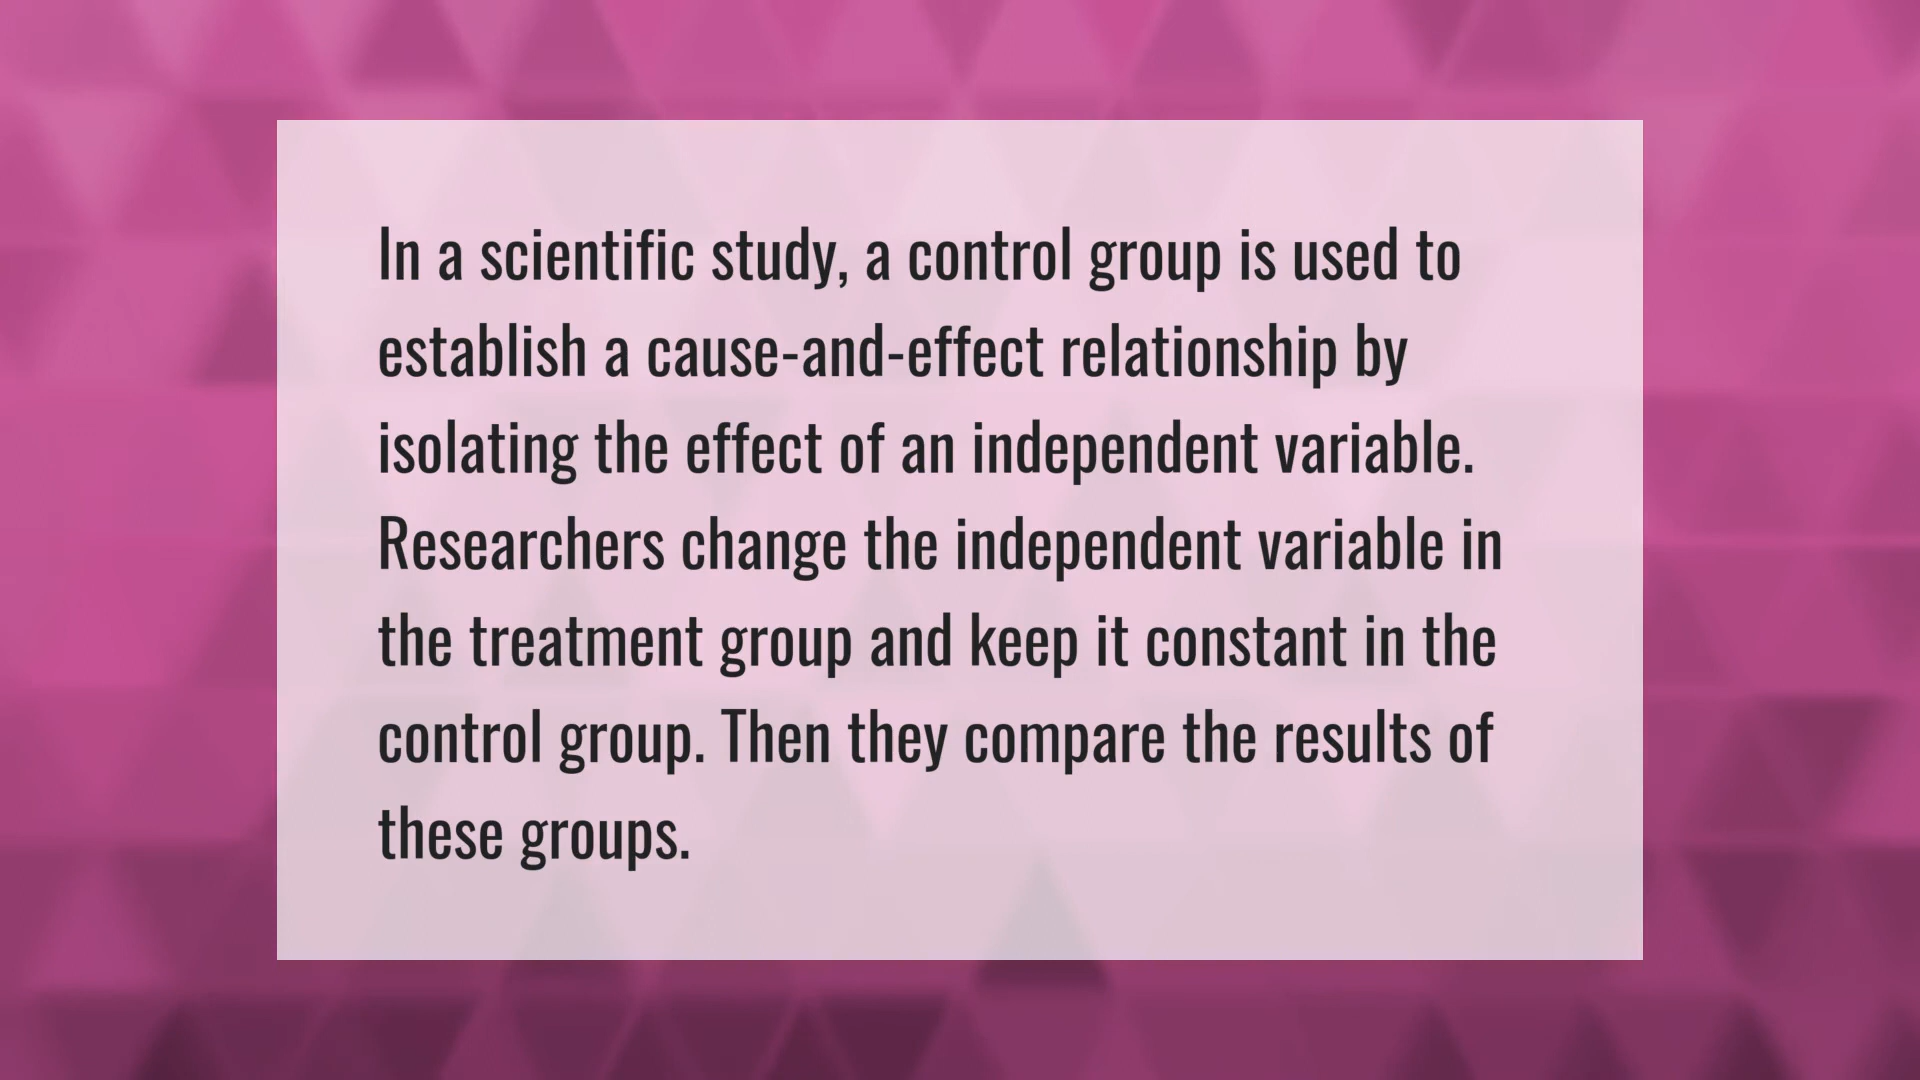 In a scientific study, a control group is used to
establish a cause-and-effect relationship by
isolating the effect of an independent variable.
Researchers change the independent variable in
the treatment group and keep it constant in the
control group. Then they compare the results of
these groups.